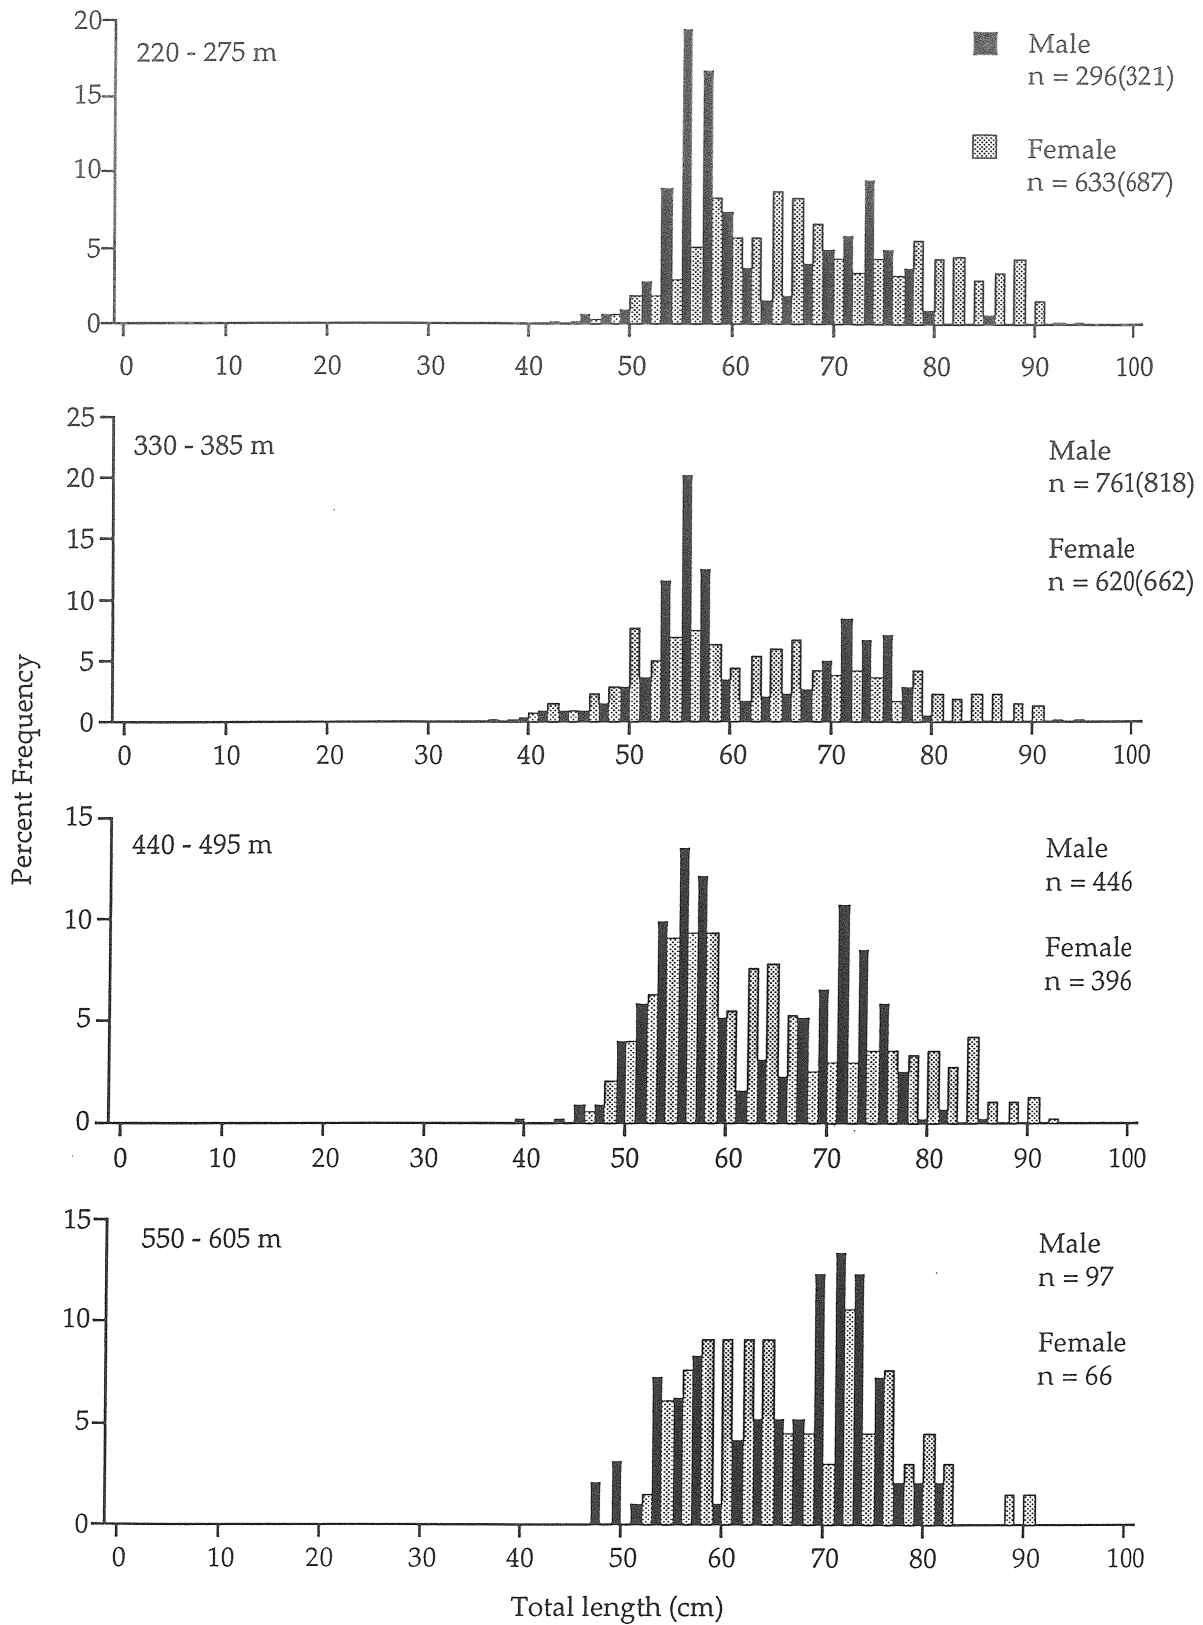 20
220 - 275 m
Male
n = 296(321)
15
Female
n = 633(687)
10
5
0
0 10 20 30 40 50 60 70 80 90 100
25
330 - 385 m
Male
n = 761(818)
20
15
Female
n = 620(662)
10
5
0
0 10 20 30 40 50 60 70 80 90 100
Percent Frequency
15
440 - 495 m
Male
n = 446
10
Female
n = 396
5
0
0 10 20 30 40 50 60 70 80 90 100
15
550 - 605 m
Male
n = 97
10
Female
n = 66
5
0
0 10 20 30 40 50 60 70 80 90 100
Total length (cm)